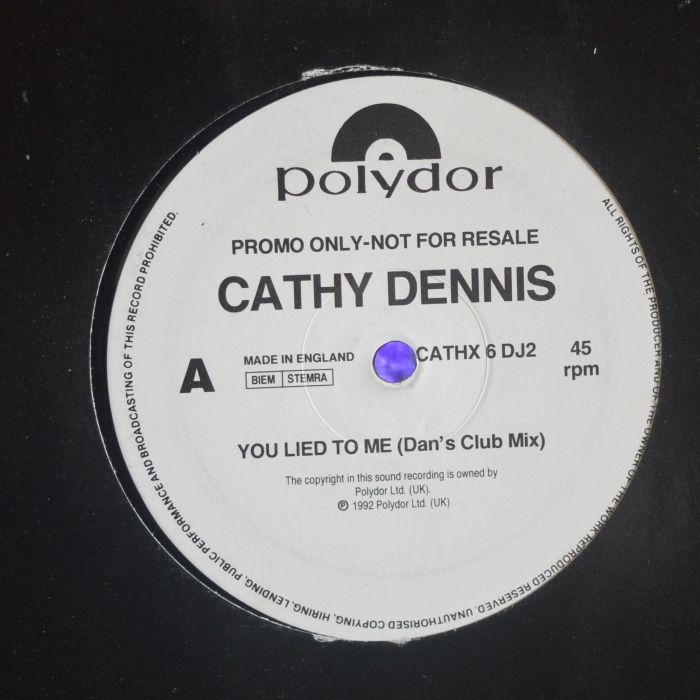 polydor
PROMO ONLY-NOT FOR RESALE
CATHY DENNIS
A
MADE IN ENGLAND
BIEM STEMRA
CATHX 6 DJ2
45
rpm
YOU LIED TO ME (Dan's Club Mix)
The copyright in this sound recording is owned by
Polydor Ltd. (UK).
℗ 1992 Polydor Ltd. (UK)
ALL RIGHTS OF THE PRODUCER AND OF THE OWNER OF THE WORK REPRODUCED RESERVED. UNAUTHORISED COPYING, HIRING, LENDING, PUBLIC PERFORMANCE AND BROADCASTING OF THIS RECORD PROHIBITED.